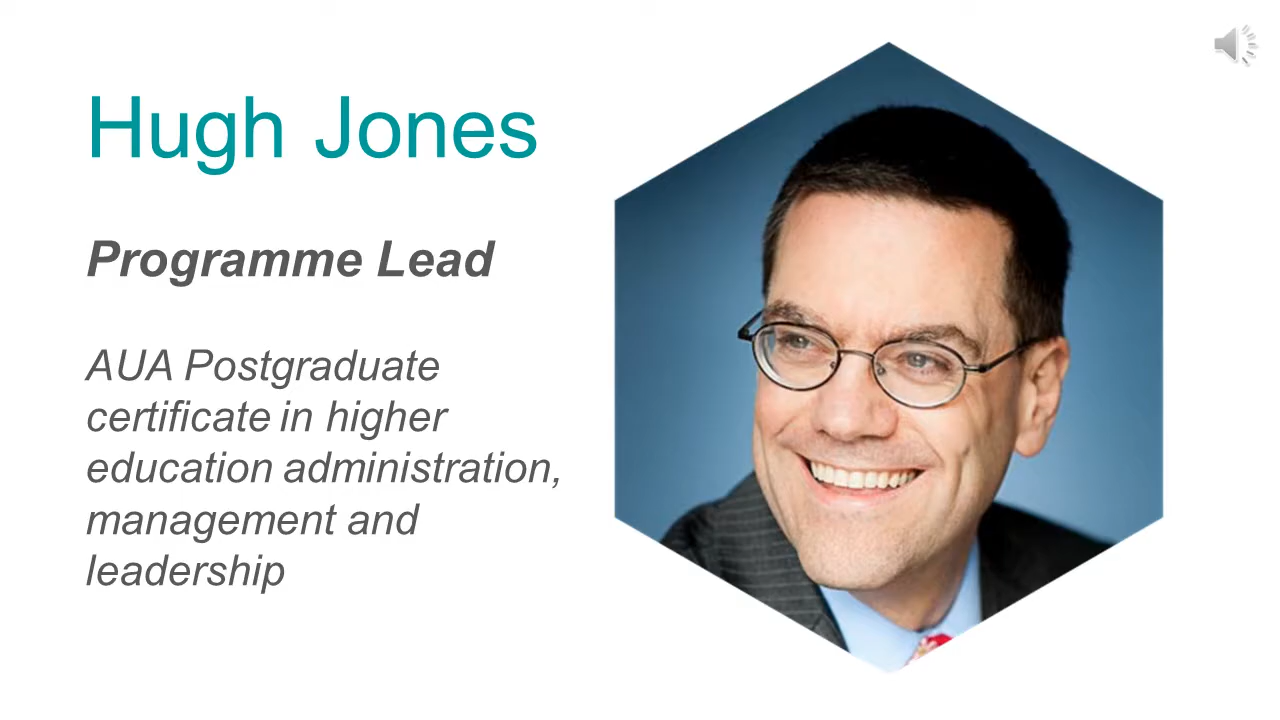 Hugh Jones
Programme Lead
AUA Postgraduate
certificate in higher
education administration,
management and
leadership